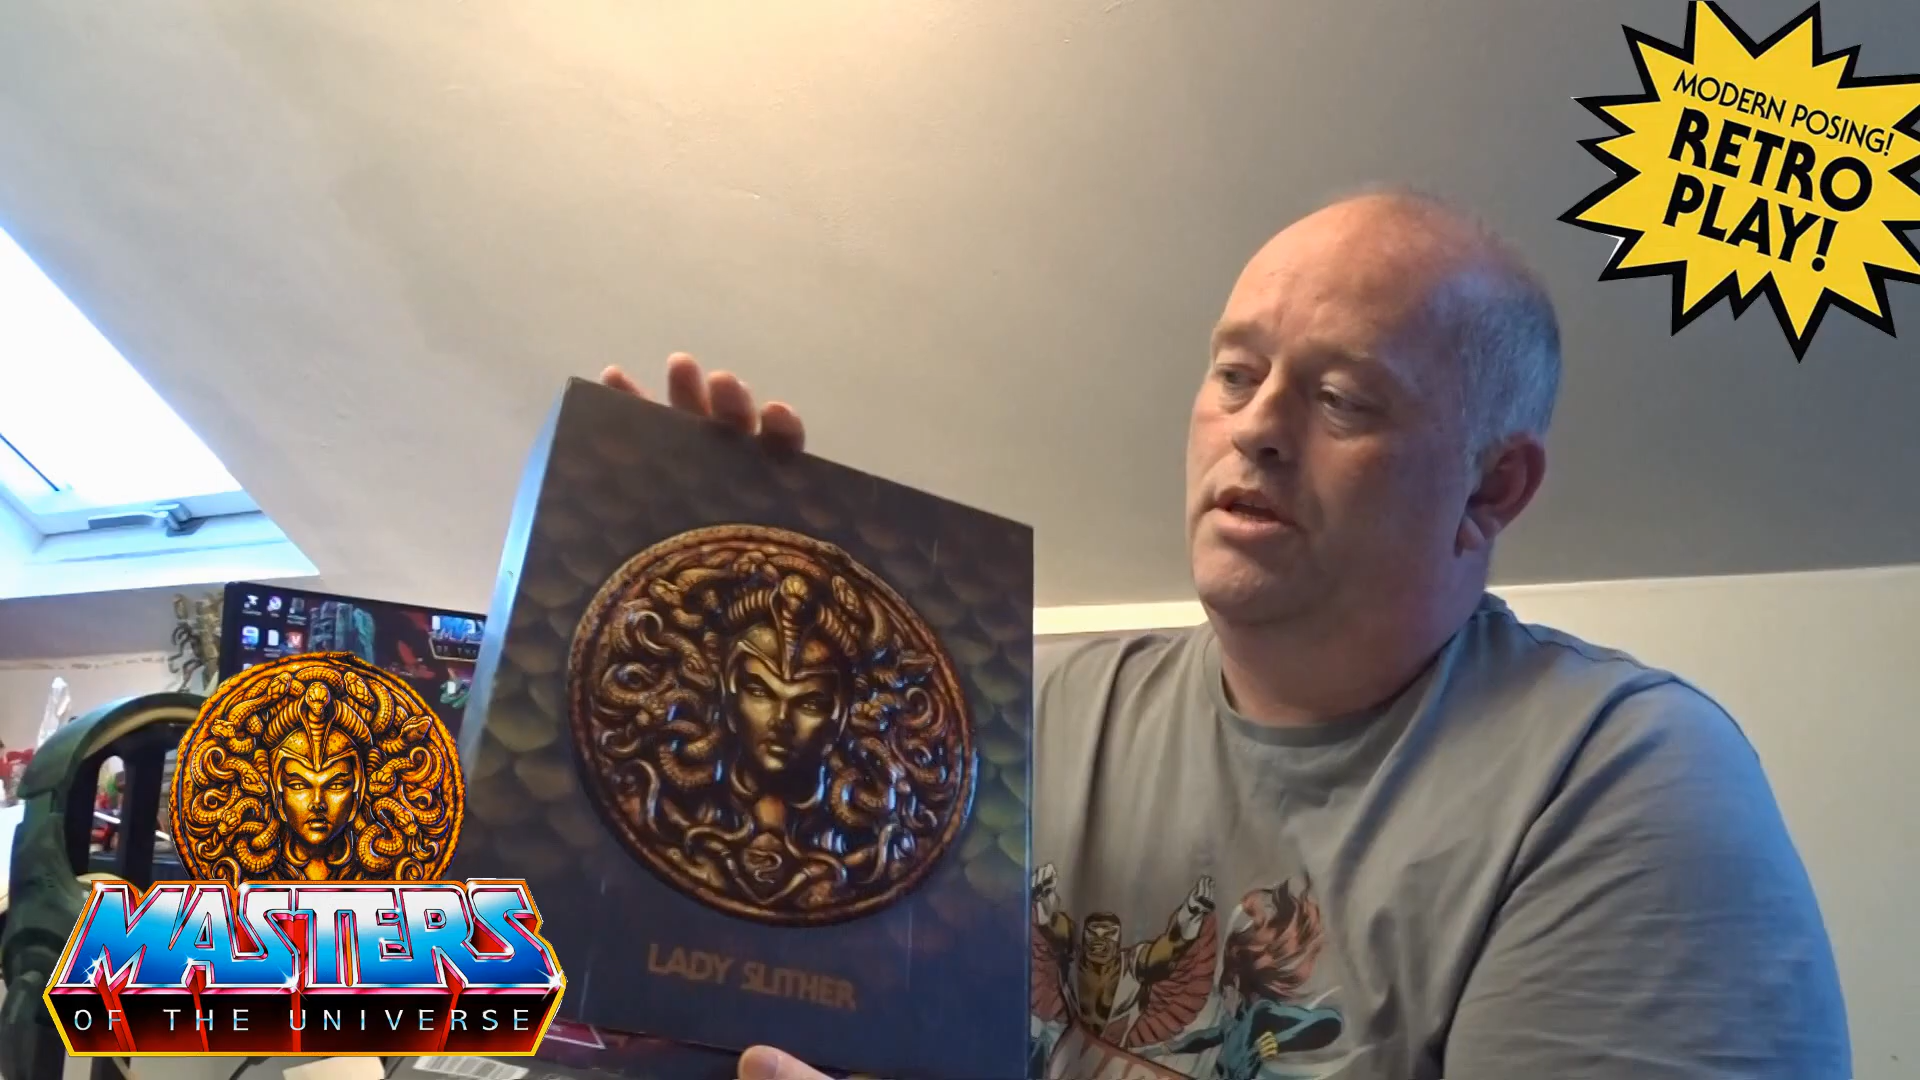 MODERN POSING!
RETRO
PLAY!
LADY SLITHER
MASTERS
OF THE UNIVERSE